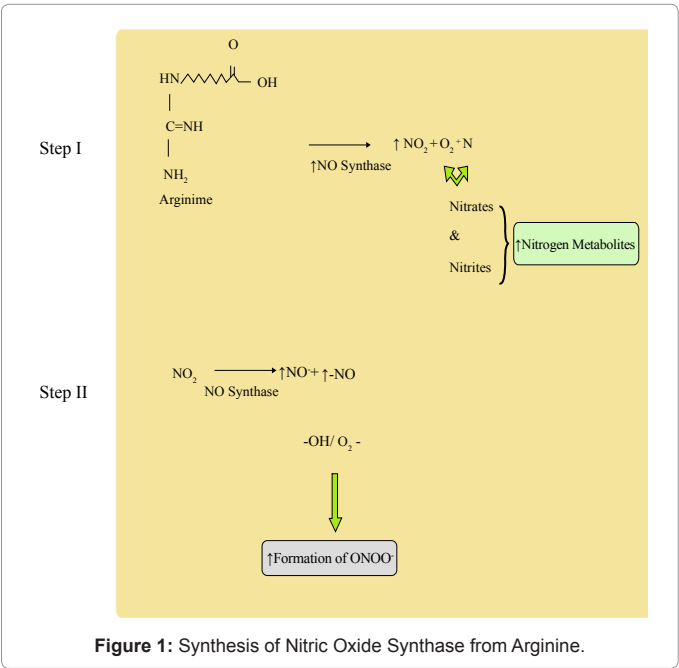 O
HN OH
Step I
C=NH
NH2
Arginime
↑NO Synthase
↑ NO2 + O2 + N
Nitrates
&
Nitrites
↑Nitrogen Metabolites
Step II
NO2
NO Synthase
↑NO- + ↑-NO
-OH/ O2 -
↑Formation of ONOO-
Figure 1: Synthesis of Nitric Oxide Synthase from Arginine.